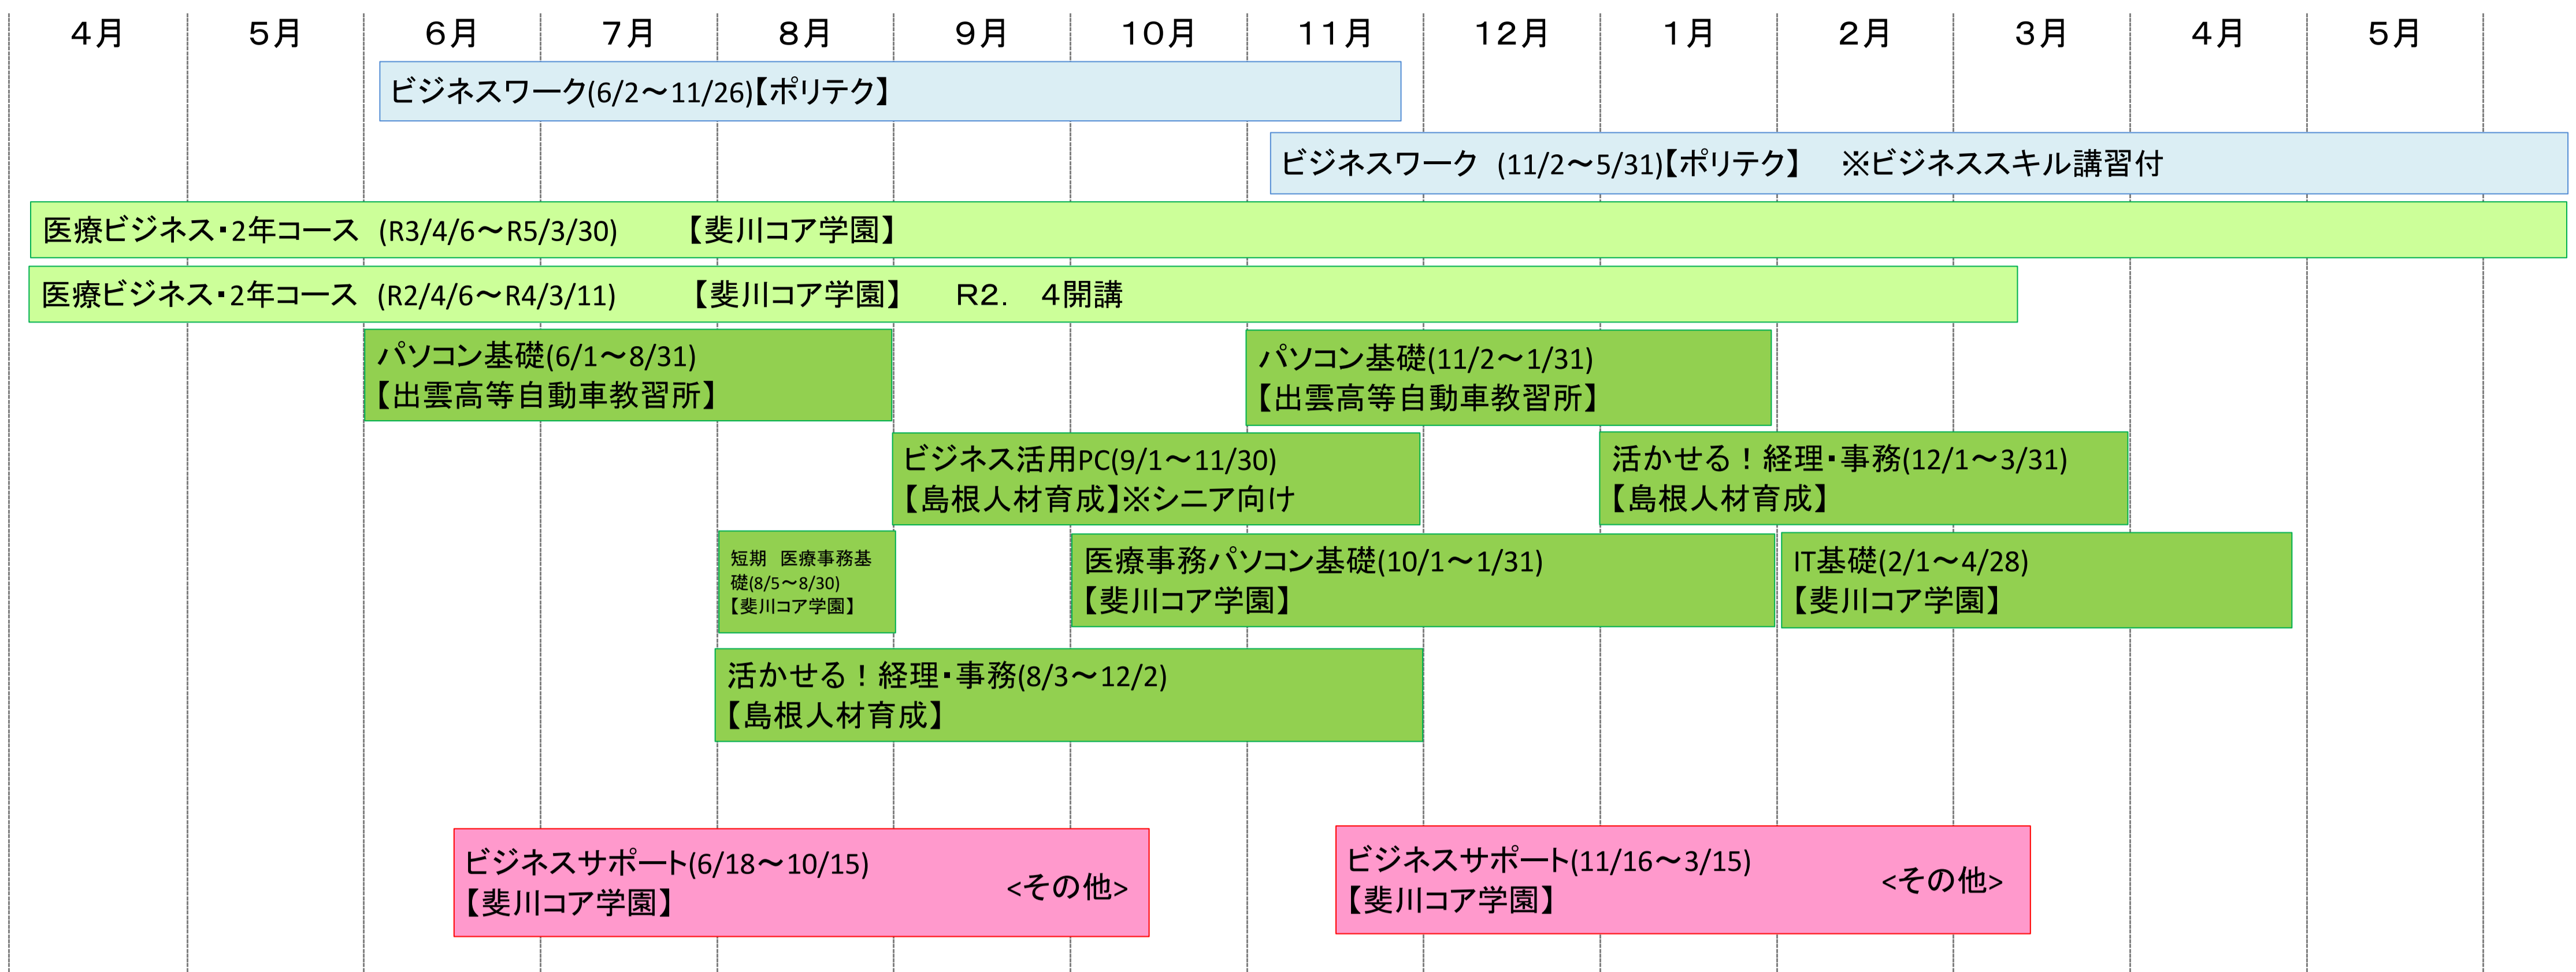 4月 5月 6月 7月 8月 9月 10月 11月 12月 1月 2月 3月 4月 5月
ビジネスワーク(6/2～11/26)【ポリテク】
ビジネスワーク (11/2～5/31)【ポリテク】 ※ビジネススキル講習付
医療ビジネス・2年コース (R3/4/6～R5/3/30) 【斐川コア学園】
医療ビジネス・2年コース (R2/4/6～R4/3/11) 【斐川コア学園】 R2. 4開講
パソコン基礎(6/1～8/31)
【出雲高等自動車教習所】
パソコン基礎(11/2～1/31)
【出雲高等自動車教習所】
ビジネス活用PC(9/1～11/30)
【島根人材育成】※シニア向け
活かせる！経理・事務(12/1～3/31)
【島根人材育成】
短期 医療事務基
礎(8/5～8/30)
【斐川コア学園】
医療事務パソコン基礎(10/1～1/31)
【斐川コア学園】
IT基礎(2/1～4/28)
【斐川コア学園】
活かせる！経理・事務(8/3～12/2)
【島根人材育成】
ビジネスサポート(6/18～10/15)
【斐川コア学園】
<その他>
ビジネスサポート(11/16～3/15)
【斐川コア学園】
<その他>